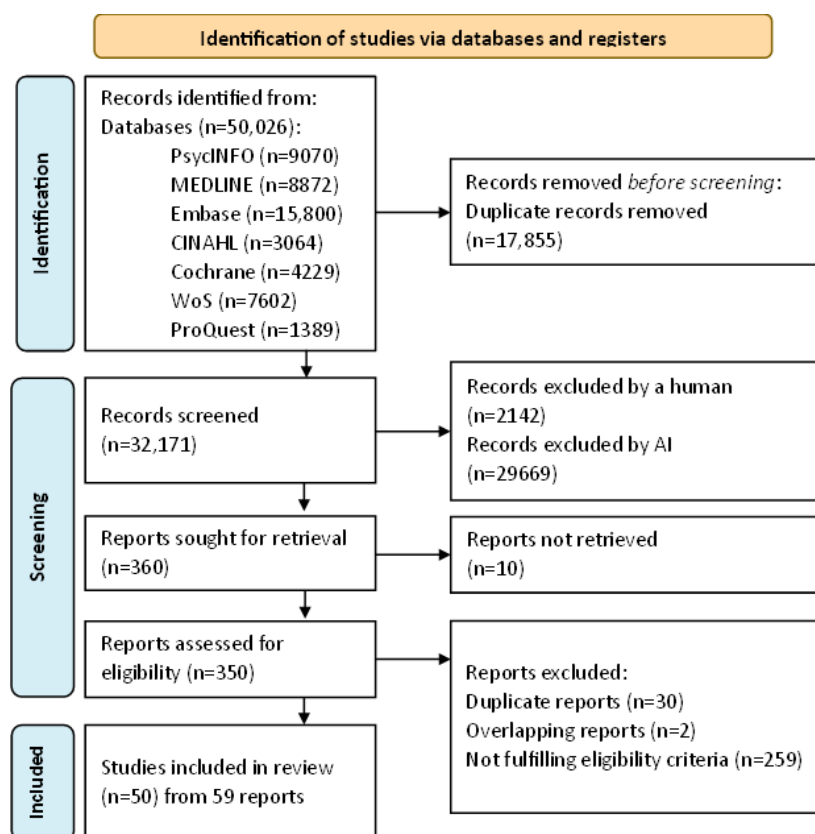 Identification of studies via databases and registers
Identification
Records identified from:
Databases (n=50,026):
PsycINFO (n=9070)
MEDLINE (n=8872)
Embase (n=15,800)
CINAHL (n=3064)
Cochrane (n=4229)
WoS (n=7602)
ProQuest (n=1389)
Records removed before screening:
Duplicate records removed
(n=17,855)
Screening
Records screened
(n=32,171)
Records excluded by a human
(n=2142)
Records excluded by AI
(n=29669)
Reports sought for retrieval
(n=360)
Reports not retrieved
(n=10)
Reports assessed for
eligibility (n=350)
Reports excluded:
Duplicate reports (n=30)
Overlapping reports (n=2)
Not fulfilling eligibility criteria (n=259)
Included
Studies included in review
(n=50) from 59 reports